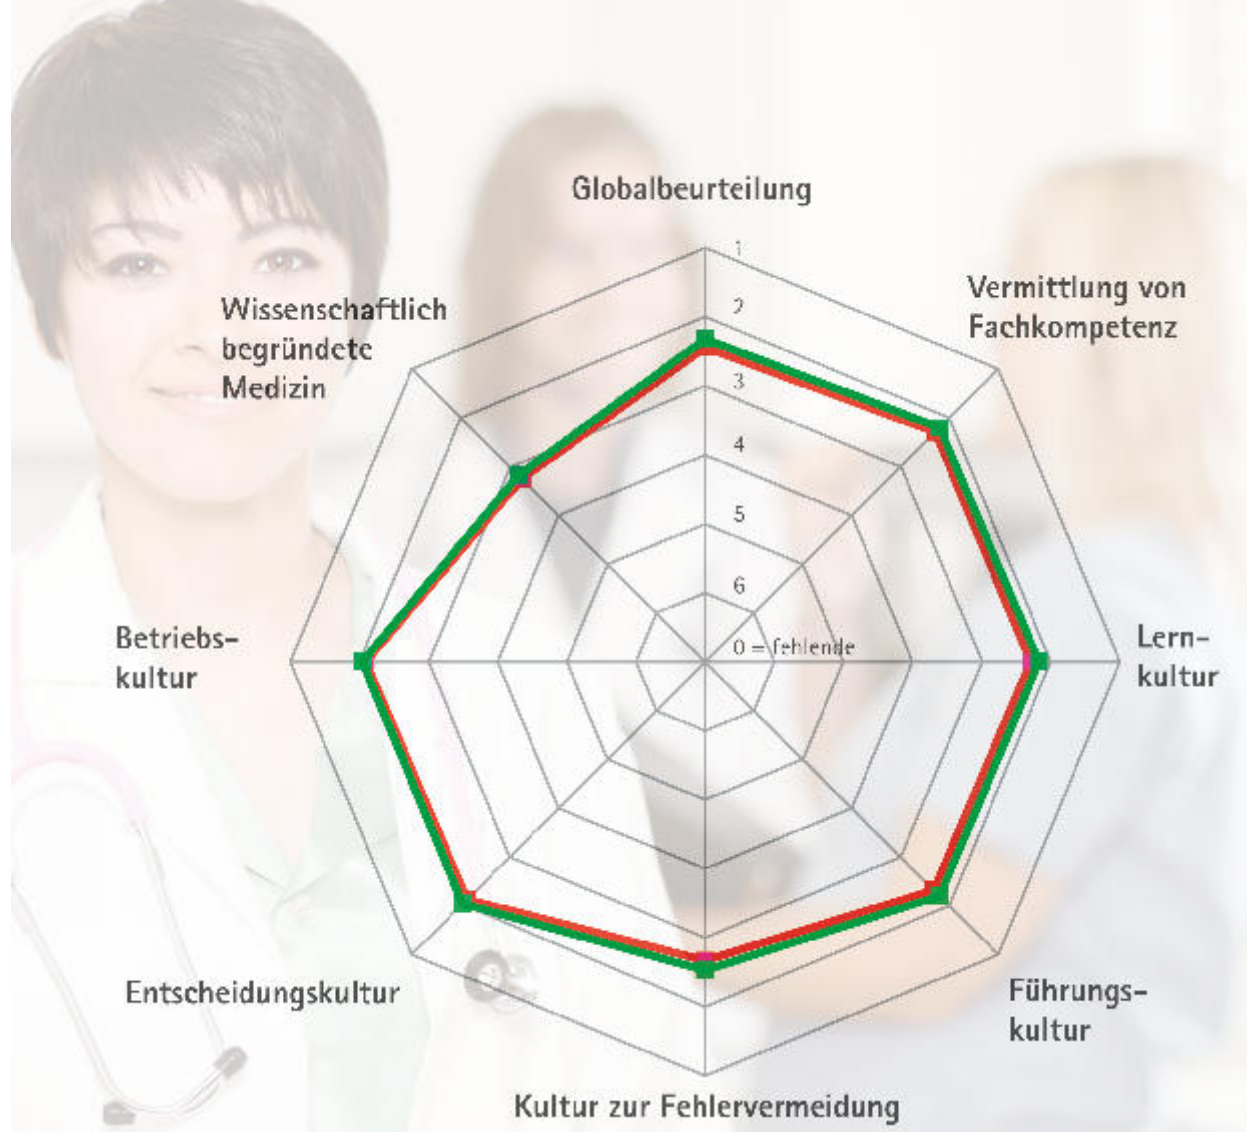 Globalbeurteilung
1
Vermittlung von
Fachkompetenz
Wissenschaftlich
begründete
Medizin
2
3
4
5
6
0 = fehlende
Betriebs-
kultur
Lern-
kultur
Entscheidungskultur
Führungs-
kultur
Kultur zur Fehlervermeidung